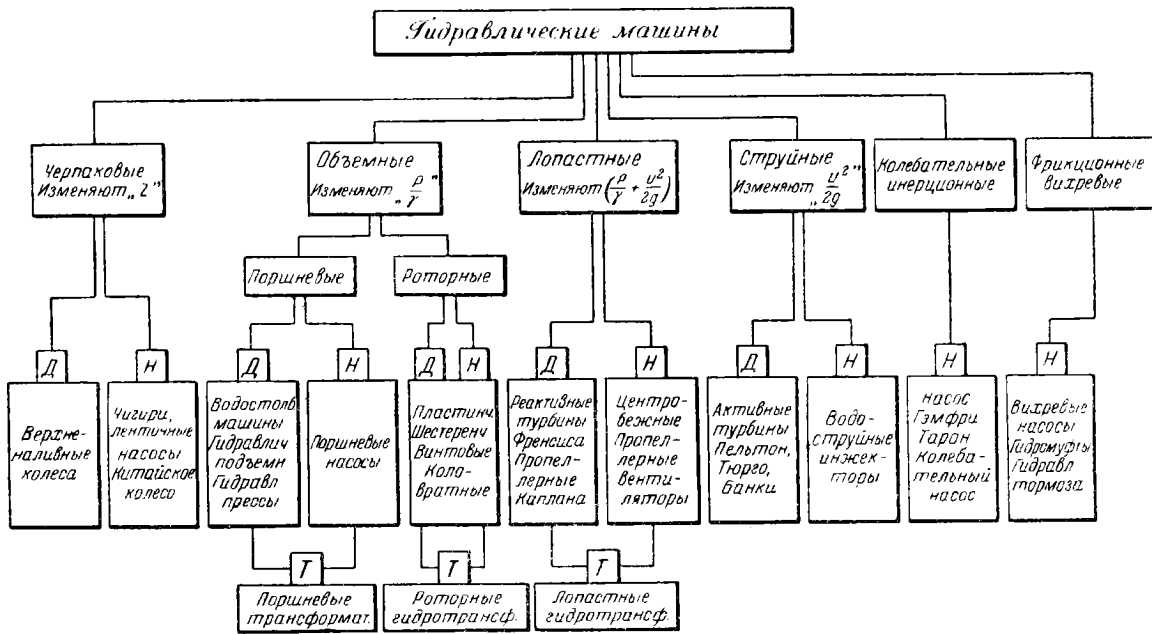 Гидравлические машины
Черпаковые
Изменяют „Z”
Объемные
Изменяют „p/γ”
Лопастные
Изменяют (p/γ + υ²/2g)
Струйные
Изменяют „υ²/2g”
Колебательные
инерционные
Фрикционные
вихревые
Поршневые
Роторные
Д
Верхне-
наливные
колеса
Н
Чигири,
ленточные
насосы
Китайское
колесо
Д
Водостолб
машины
Гидравлич
подъемн
Гидравл
прессы
Н
Поршневые
насосы
Д
Н
Пластинч.
Шестеренч
Винтовые
Коло-
вратные
Д
Реактивные
турбины
Френсиса
Пропел-
лерные
Каплана
Н
Центро-
бежные
Пропел-
лерные
венти-
ляторы
Д
Активные
турбины
Пельтон,
Тюрго,
Банки
Н
Водо-
струйные
инжек-
торы
Н
насос
Гэмфри
Таран
Колеба-
тельный
насос
Н
Вихревые
насосы
Гидромуфты
Гидравл
тормоза
Т
Поршневые
трансформат.
Т
Роторные
гидротрансф.
Т
Лопастные
гидротрансф.